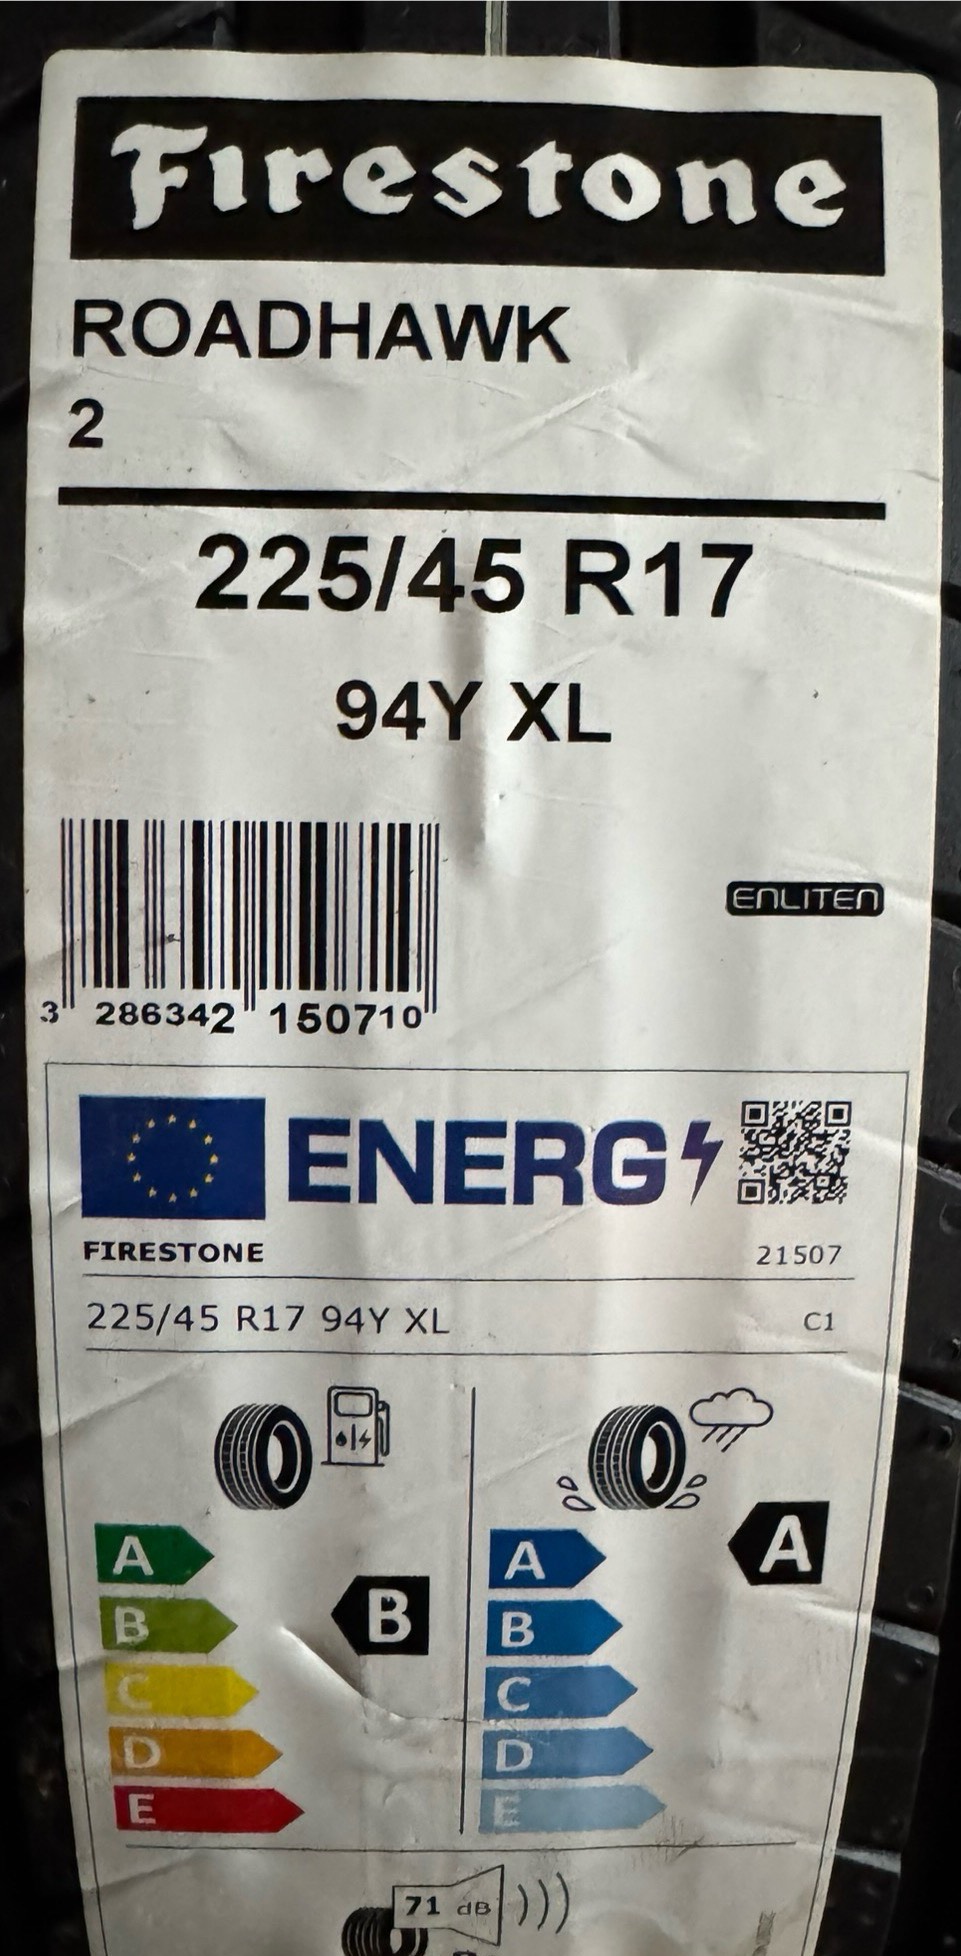 Firestone
ROADHAWK
2
225/45 R17
94Y XL
ENLITEN
3 286342 150710
ENERG
FIRESTONE 21507
225/45 R17 94Y XL C1
A A A
B B B
C C
D D
E E
71 dB